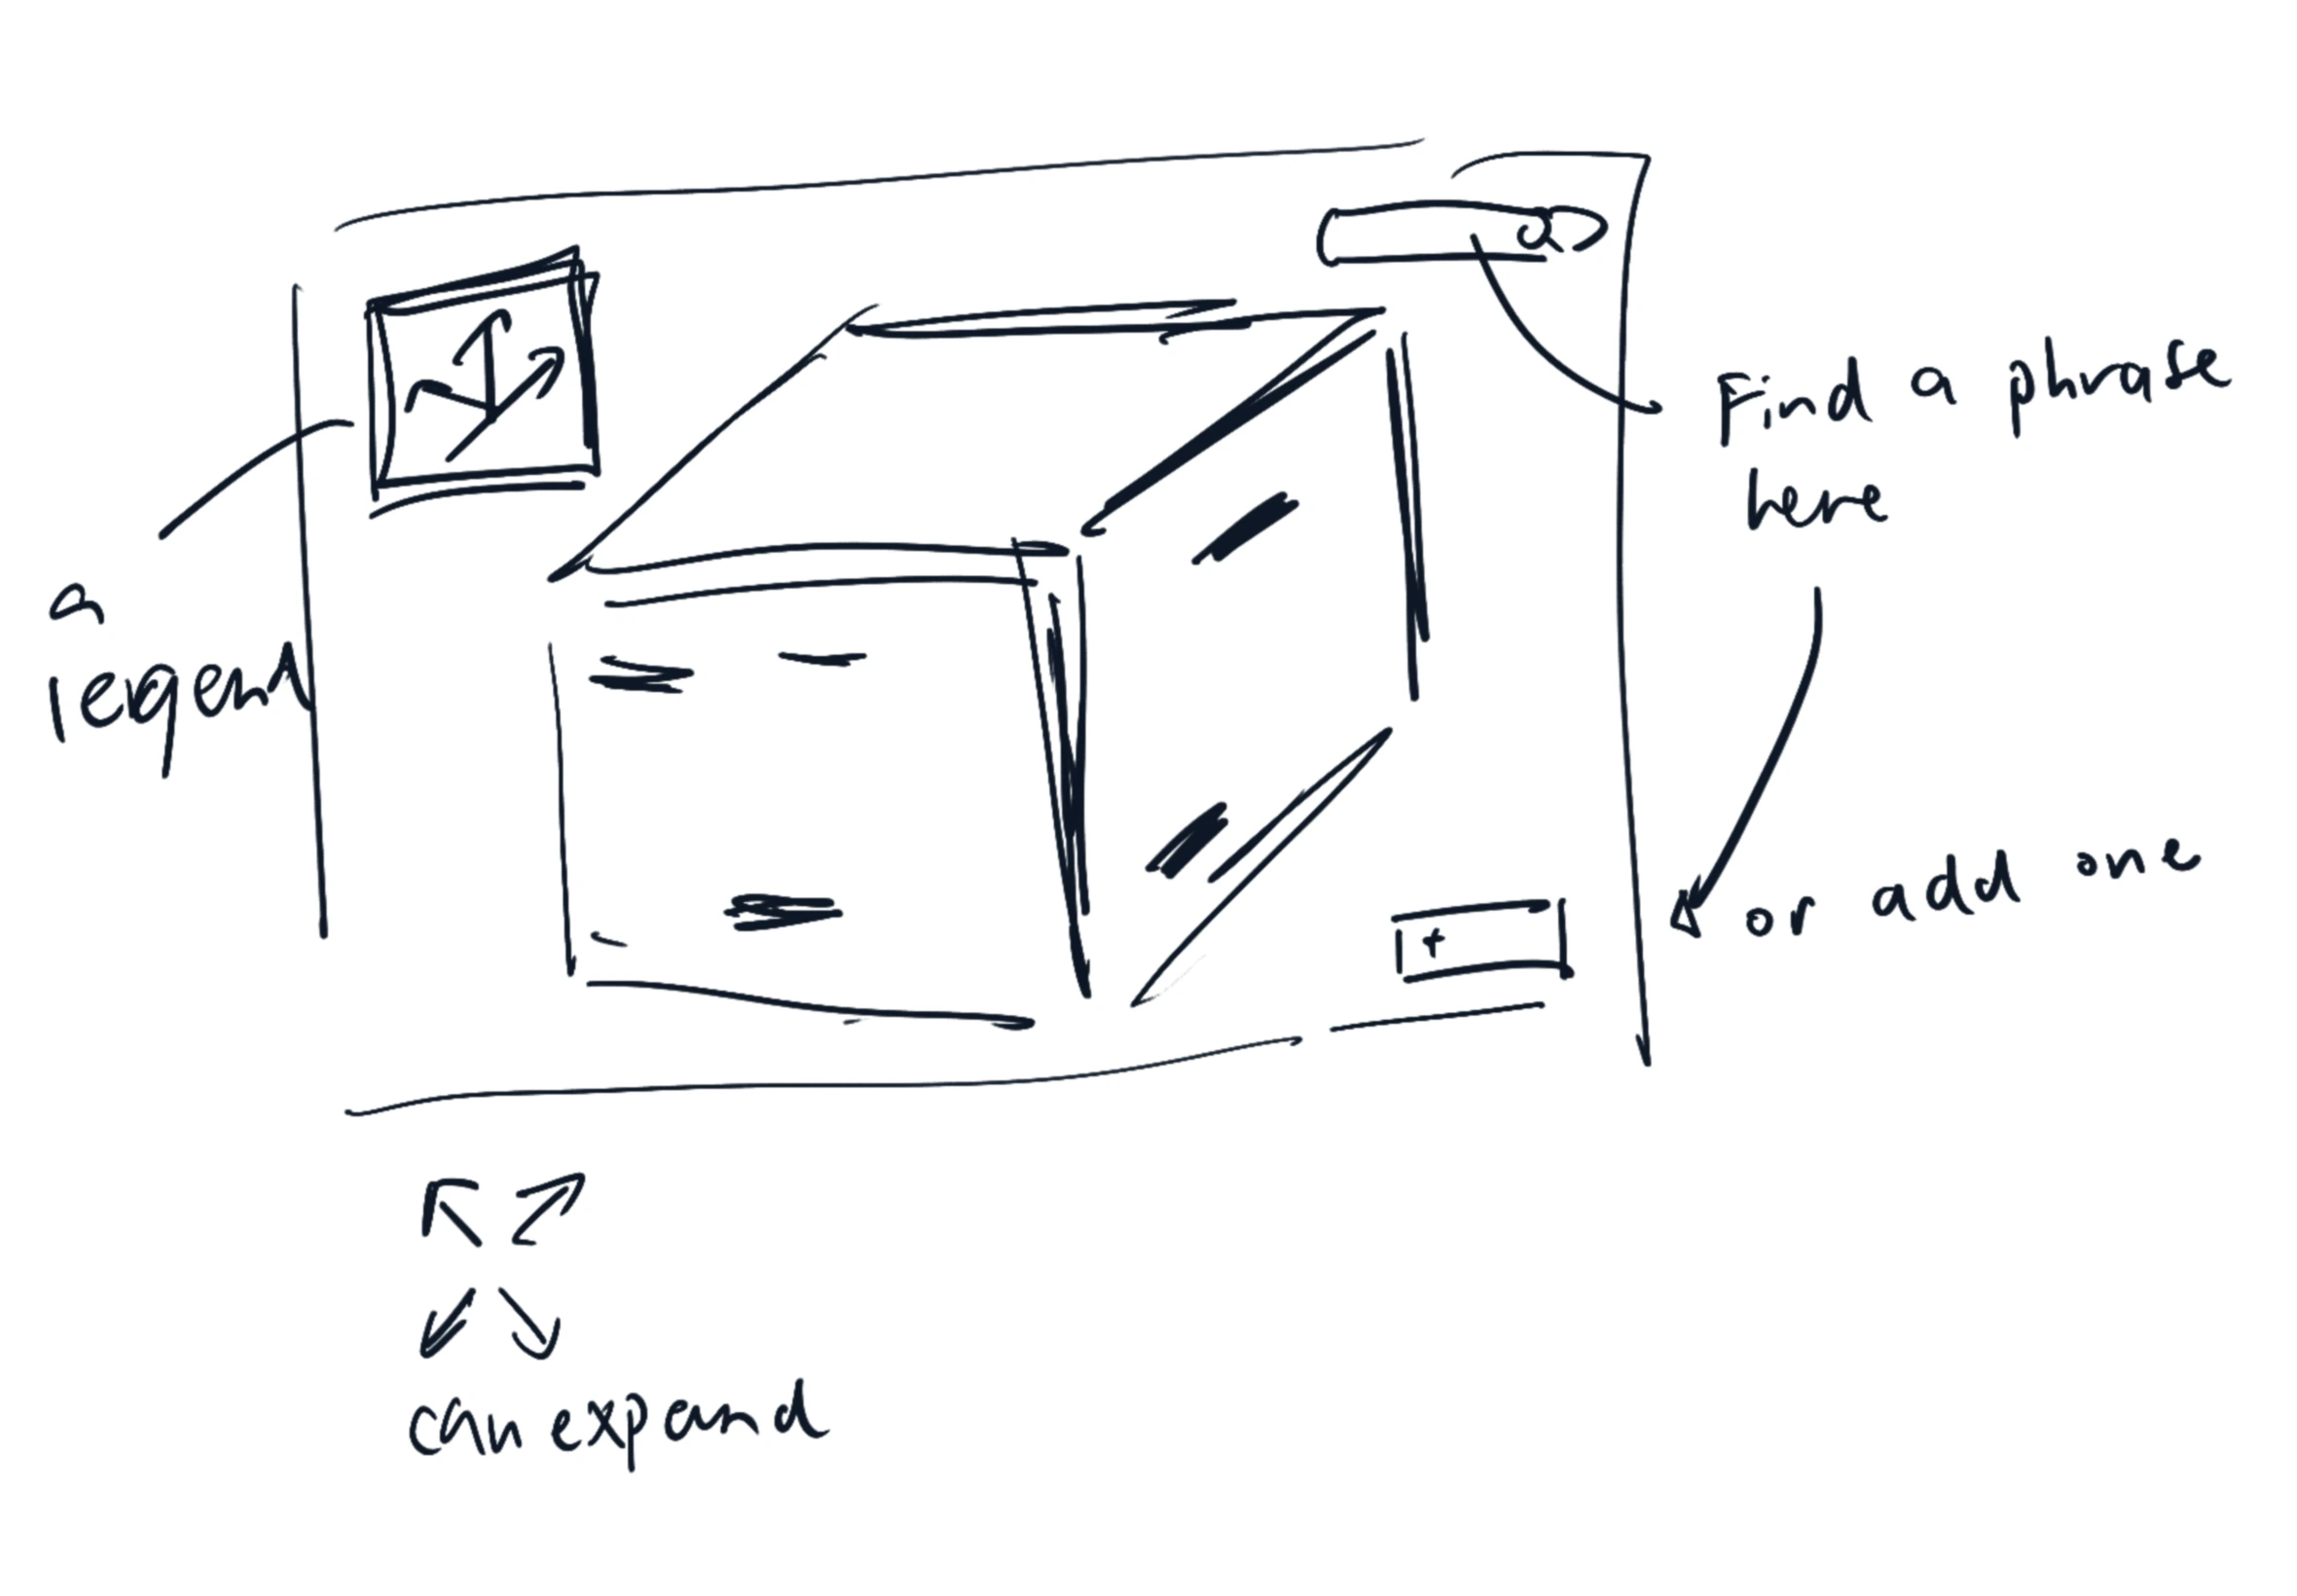 Find a phrase
here
a
legend
or add one
+
can expand